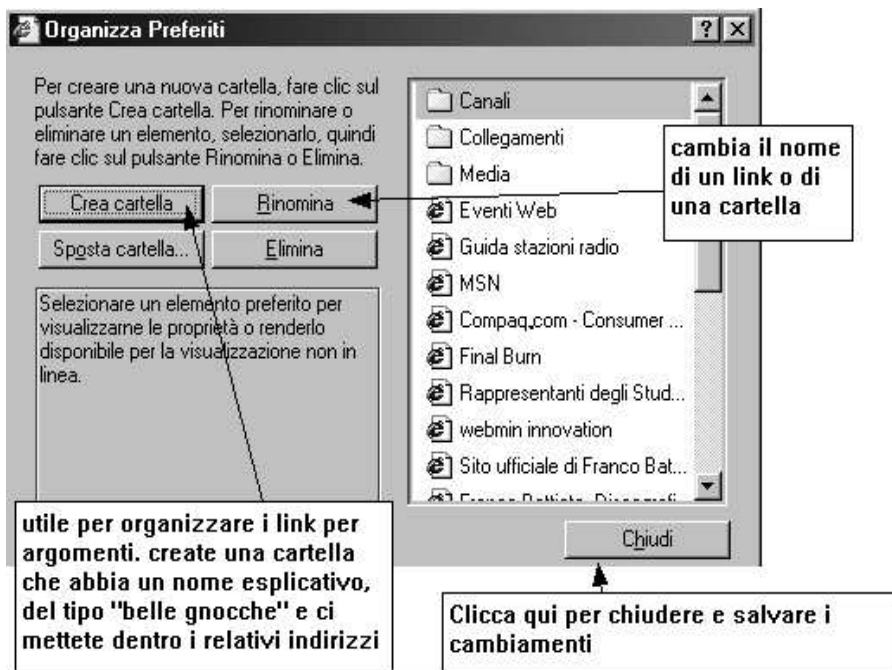 Organizza Preferiti
Per creare una nuova cartella, fare clic sul
pulsante Crea cartella. Per rinominare o
eliminare un elemento, selezionarlo, quindi
fare clic sul pulsante Rinomina o Elimina.
Crea cartella
Rinomina
Sposta cartella...
Elimina
Selezionare un elemento preferito per
visualizzarne le proprietà o renderlo
disponibile per la visualizzazione non in
linea.
Canali
Collegamenti
Media
Eventi Web
Guida stazioni radio
MSN
Compaq.com - Consumer ...
Final Burn
Rappresentanti degli Stud...
webmin innovation
Sito ufficiale di Franco Bat...
cambia il nome
di un link o di
una cartella
utile per organizzare i link per
argomenti. create una cartella
che abbia un nome esplicativo,
del tipo "belle gnocche" e ci
mettete dentro i relativi indirizzi
Chiudi
Clicca qui per chiudere e salvare i
cambiamenti